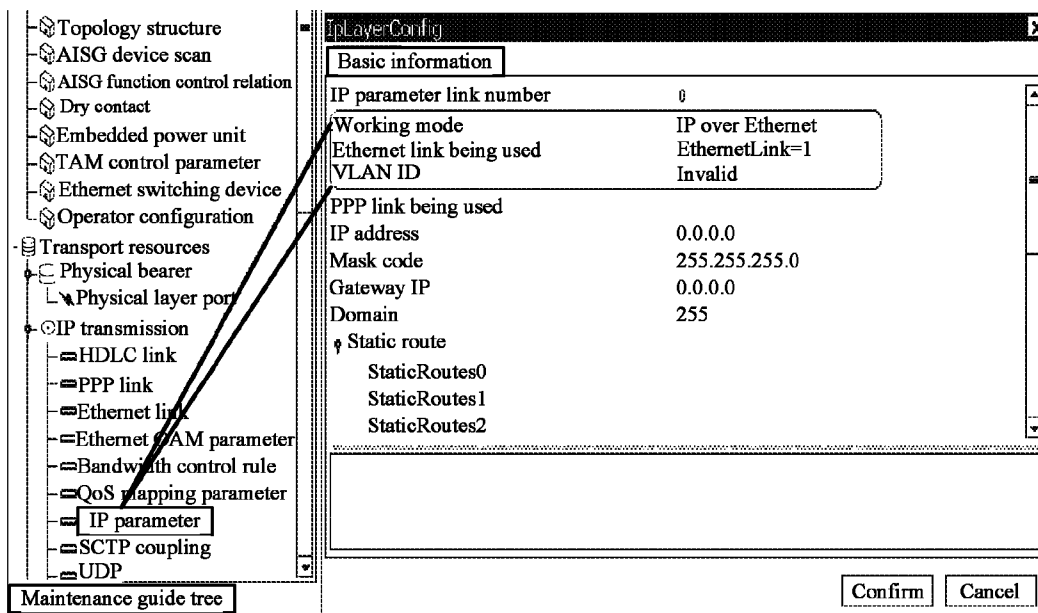 Topology structure
AISG device scan
AISG function control relation
Dry contact
Embedded power unit
TAM control parameter
Ethernet switching device
Operator configuration
Transport resources
Physical bearer
Physical layer port
IP transmission
HDLC link
PPP link
Ethernet link
Ethernet OAM parameter
Bandwidth control rule
QoS mapping parameter
IP parameter
SCTP coupling
UDP
Maintenance guide tree
IpLayerConfig
Basic information
IP parameter link number 0
Working mode IP over Ethernet
Ethernet link being used EthernetLink=1
VLAN ID Invalid
PPP link being used
IP address 0.0.0.0
Mask code 255.255.255.0
Gateway IP 0.0.0.0
Domain 255
Static route
StaticRoutes0
StaticRoutes1
StaticRoutes2
Confirm Cancel